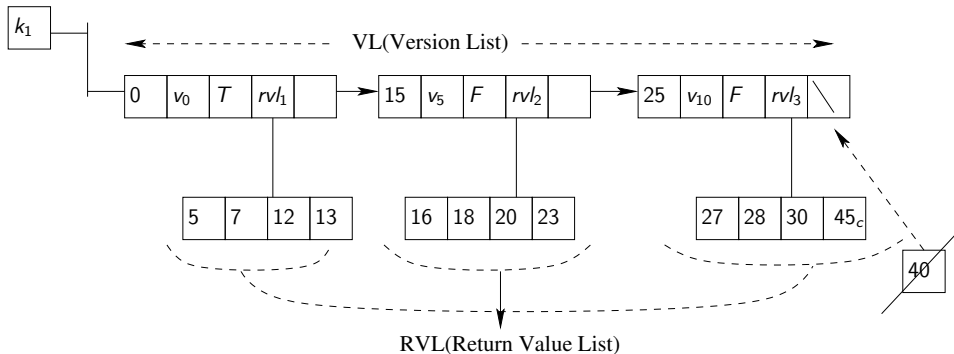 k₁
VL(Version List)
0 v₀ T rvl₁
15 v₅ F rvl₂
25 v₁₀ F rvl₃
5 7 12 13
16 18 20 23
27 28 30 45c
40
RVL(Return Value List)